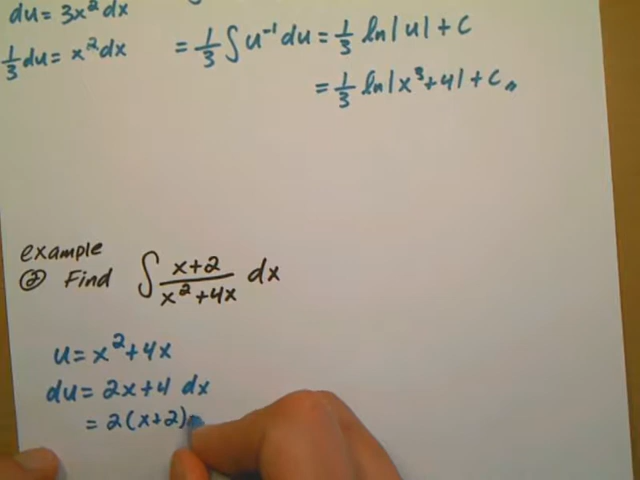 du = 3x² dx
1/3 du = x² dx
= 1/3 ∫ u⁻¹ du = 1/3 ln|u| + C
= 1/3 ln|x³+4| + C
example
② Find ∫ x+2 / x²+4x dx
u = x²+4x
du = 2x+4 dx
= 2(x+2)